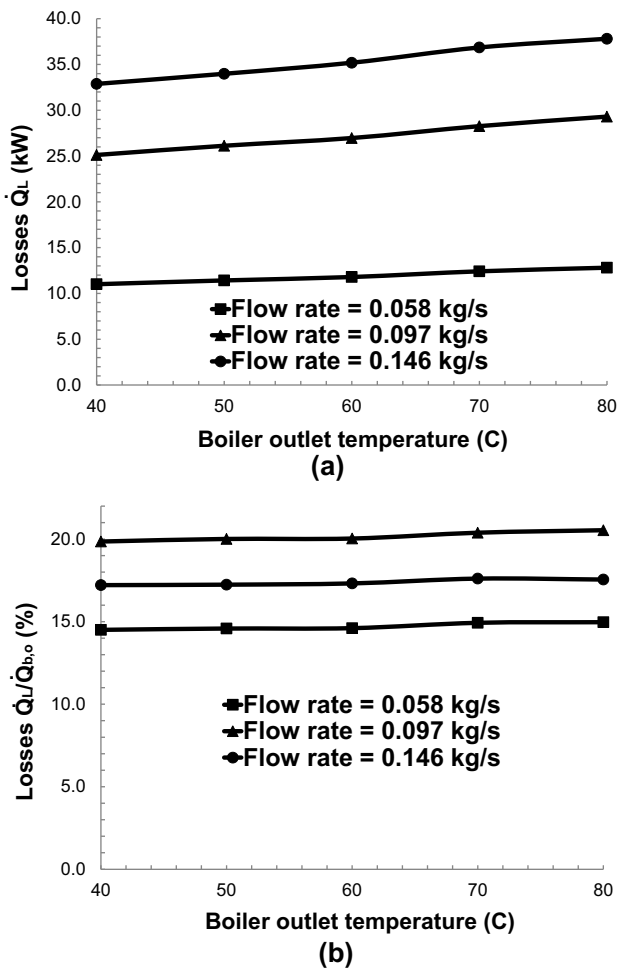 Losses Q̇L (kW)
40.0
35.0
30.0
25.0
20.0
15.0
10.0
5.0
0.0
Flow rate = 0.058 kg/s
Flow rate = 0.097 kg/s
Flow rate = 0.146 kg/s
40 50 60 70 80
Boiler outlet temperature (C)
(a)
Losses Q̇L/Q̇b,o (%)
20.0
15.0
10.0
5.0
0.0
Flow rate = 0.058 kg/s
Flow rate = 0.097 kg/s
Flow rate = 0.146 kg/s
40 50 60 70 80
Boiler outlet temperature (C)
(b)